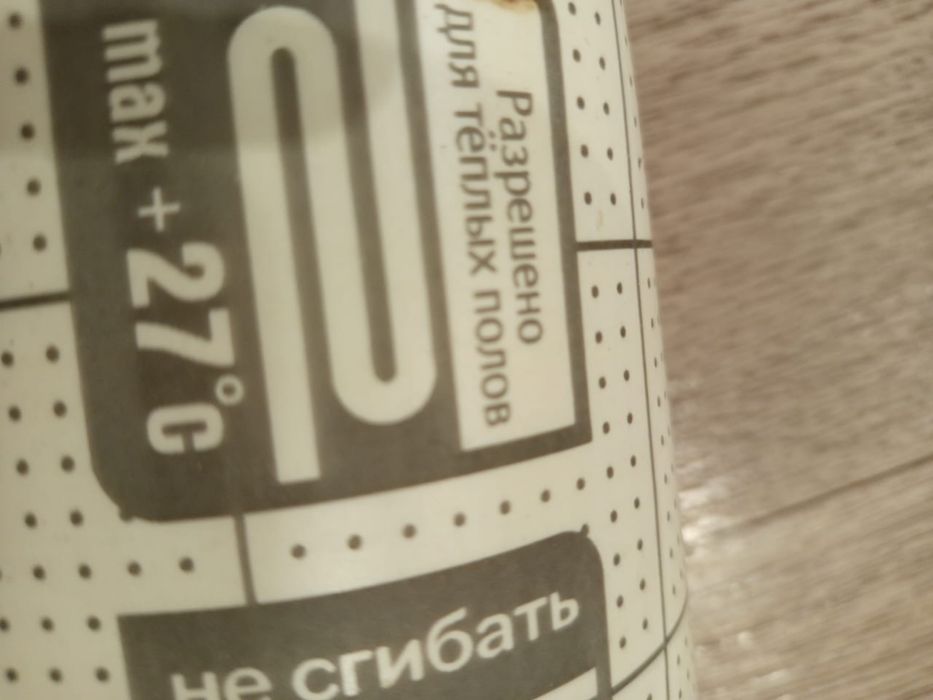 Разрешено
для тёплых полов
max +27°C
не сгибать